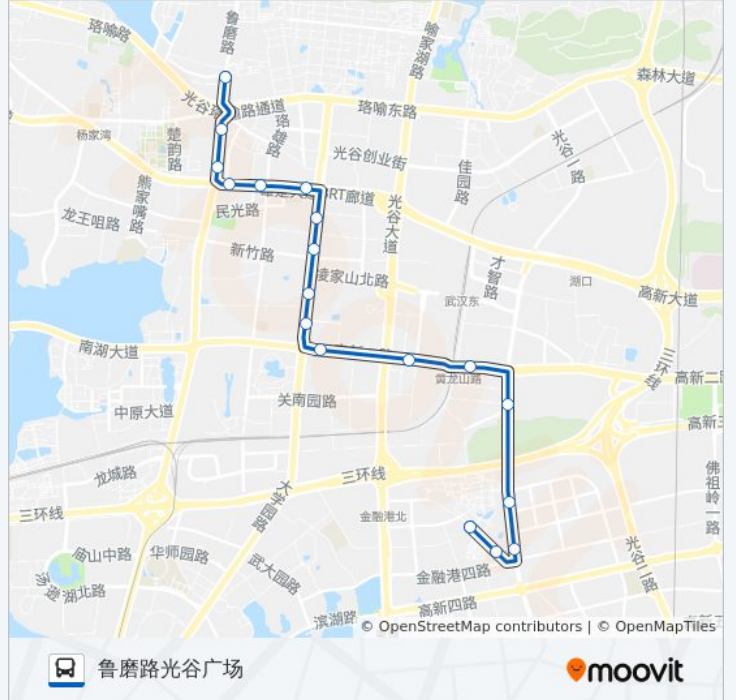 鲁磨路
珞喻路
喻家湖路
森林大道
珞喻东路
珞雄路
杨家湾
楚韵路
光谷创业街
光谷一路
佳园路
熊家嘴路
BRT廊道
光谷大道
民光路
龙王咀路
新竹路
才智路
凌家山北路
湖口
武汉东
高新大道
南湖大道
三环线
黄龙山路
高新二
关南园路
中原大道
高新三
龙城路
三环线
佛祖岭一路
大学园路
三环线
金融港北
光谷二路
庙山中路
华师园路
武大园路
金融港四路
汤逊湖北路
滨湖路
高新四路
© OpenStreetMap contributors | © OpenMapTiles
鲁磨路光谷广场
moovit